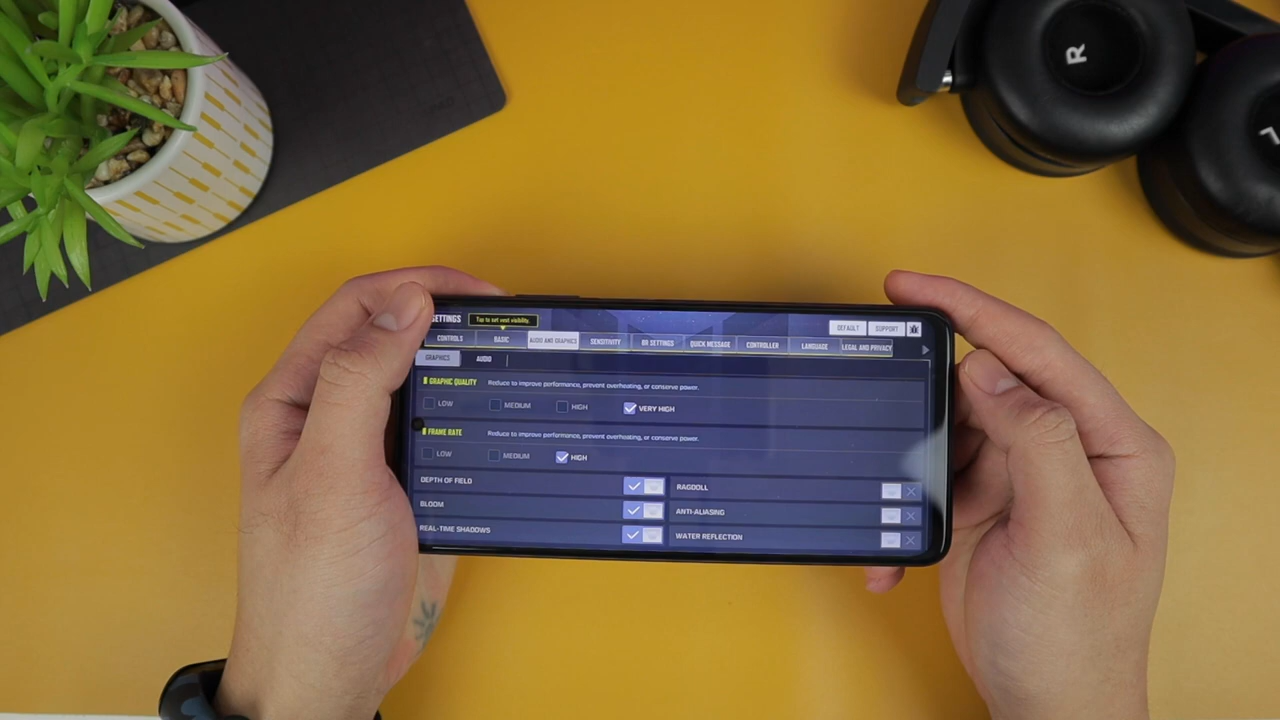 R
L
SETTINGS
Tap to set vest visibility.
DEFAULT
SUPPORT
CONTROLS
BASIC
AUDIO AND GRAPHICS
SENSITIVITY
BR SETTINGS
QUICK MESSAGE
CONTROLLER
LANGUAGE
LEGAL AND PRIVACY
GRAPHICS
AUDIO
GRAPHIC QUALITY
Reduce to improve performance, prevent overheating, or conserve power.
LOW
MEDIUM
HIGH
VERY HIGH
FRAME RATE
Reduce to improve performance, prevent overheating, or conserve power.
LOW
MEDIUM
HIGH
DEPTH OF FIELD
RAGDOLL
BLOOM
ANTI-ALIASING
REAL-TIME SHADOWS
WATER REFLECTION